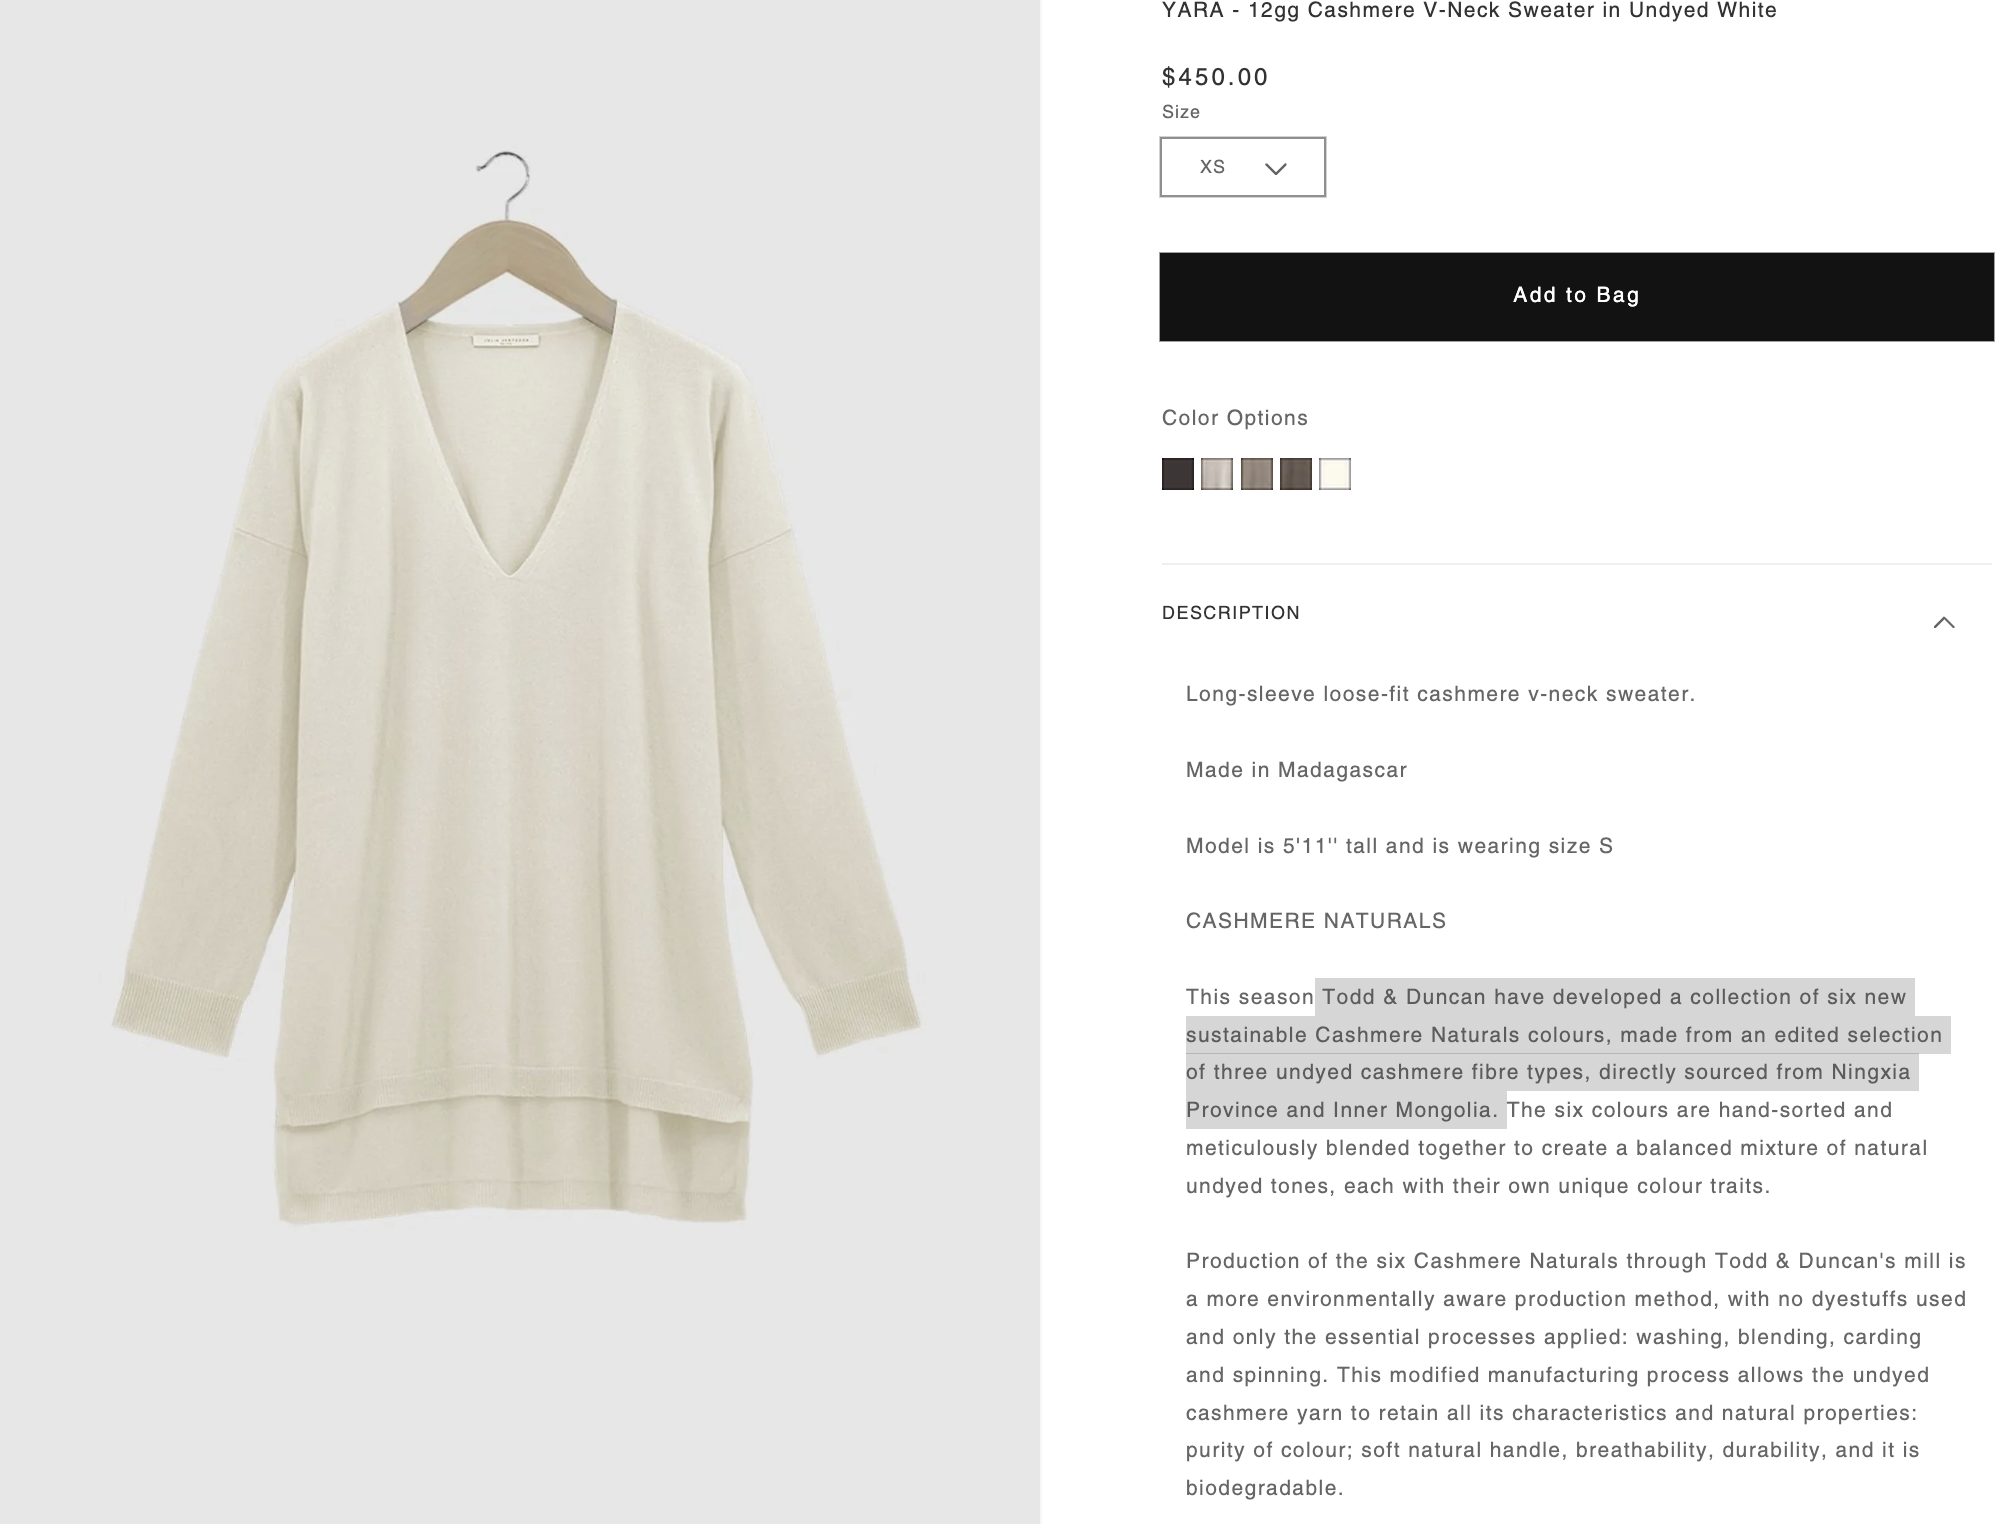 YARA - 12gg Cashmere V-Neck Sweater in Undyed White
$450.00
Size
XS
Add to Bag
Color Options
DESCRIPTION
Long-sleeve loose-fit cashmere v-neck sweater.
Made in Madagascar
Model is 5'11'' tall and is wearing size S
CASHMERE NATURALS
This season Todd & Duncan have developed a collection of six new
sustainable Cashmere Naturals colours, made from an edited selection
of three undyed cashmere fibre types, directly sourced from Ningxia
Province and Inner Mongolia. The six colours are hand-sorted and
meticulously blended together to create a balanced mixture of natural
undyed tones, each with their own unique colour traits.
Production of the six Cashmere Naturals through Todd & Duncan's mill is
a more environmentally aware production method, with no dyestuffs used
and only the essential processes applied: washing, blending, carding
and spinning. This modified manufacturing process allows the undyed
cashmere yarn to retain all its characteristics and natural properties:
purity of colour; soft natural handle, breathability, durability, and it is
biodegradable.